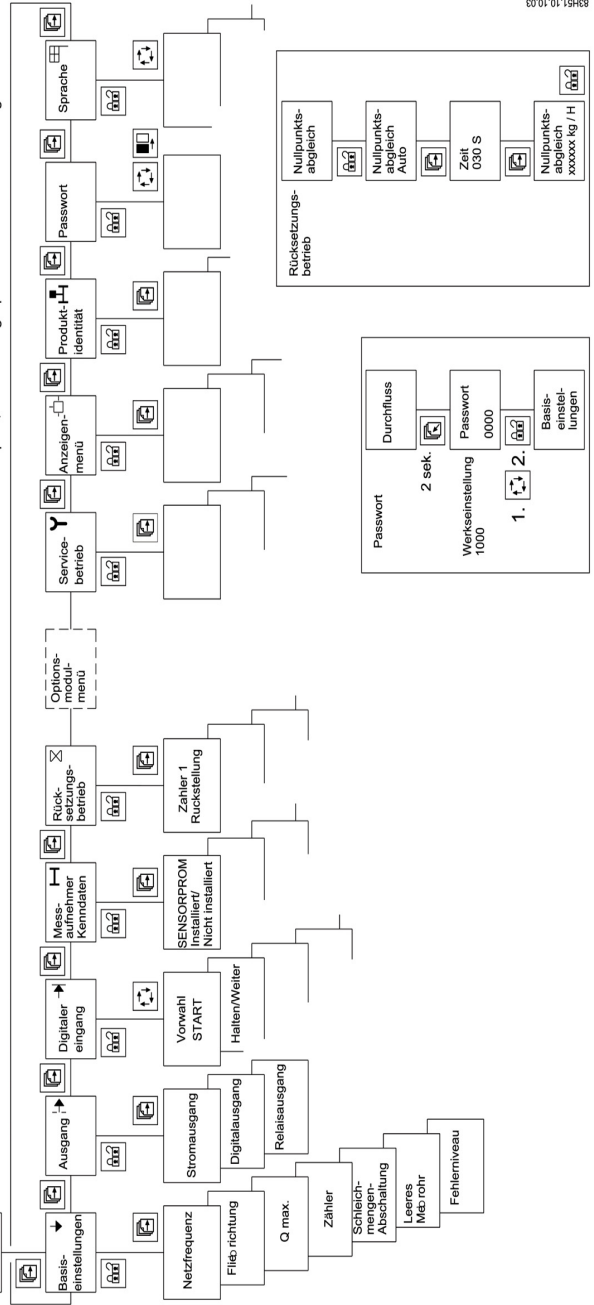 83H51.10.10.03
Basis-
einstellungen
Ausgang
Digitaler
eingang
Mess-
aufnehmer
Kenndaten
Rück-
setzungs-
betrieb
Options-
modul-
menü
Service-
betrieb
Anzeigen-
menü
Produkt-
identität
Passwort
Sprache
Netzfrequenz
Fließrichtung
Q max.
Zähler
Schleich-
mengen-
Abschaltung
Leeres
Meßrohr
Fehlerniveau
Stromausgang
Digitalausgang
Relaisausgang
Vorwahl
START
Halten/Weiter
SENSORPROM
Installiert/
Nicht installiert
Zahler 1
Ruckstellung
Passwort
Durchfluss
2 sek.
Passwort
0000
Werkseinstellung
1000
1.
2.
Basis-
einstel-
lungen
Rücksetzungs-
betrieb
Nullpunkts-
abgleich
Nullpunkts-
abgleich
Auto
Zeit
030 S
Nullpunkts-
abgleich
xxxxxx kg / H